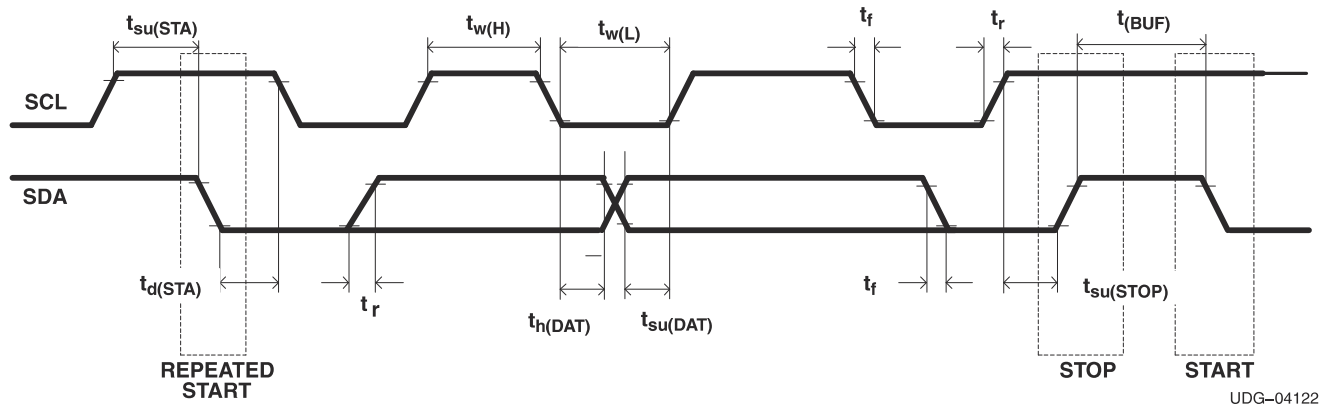 tsu(STA)
tw(H)
tw(L)
tf
tr
t(BUF)
SCL
SDA
td(STA)
tr
th(DAT)
tsu(DAT)
tf
tsu(STOP)
REPEATED
START
STOP
START
UDG–04122